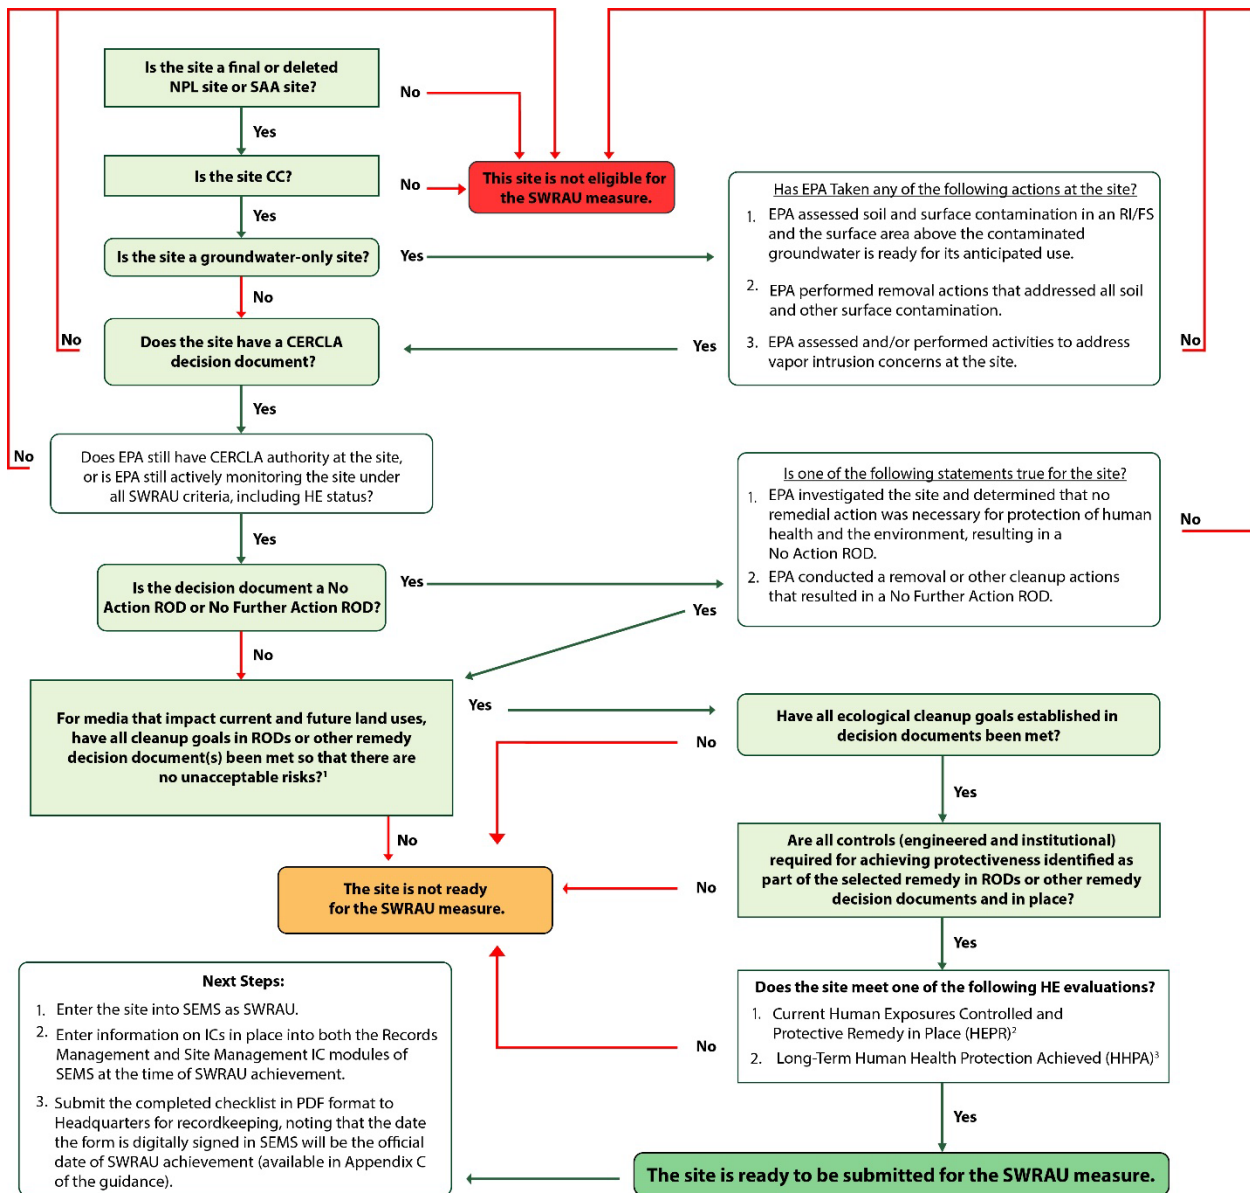 Is the site a final or deleted
NPL site or SAA site?
No
Yes
Is the site CC?
No
This site is not eligible for
the SWRAU measure.
Yes
Is the site a groundwater-only site?
Yes
Has EPA Taken any of the following actions at the site?
1. EPA assessed soil and surface contamination in an RI/FS
and the surface area above the contaminated
groundwater is ready for its anticipated use.
2. EPA performed removal actions that addressed all soil
and other surface contamination.
3. EPA assessed and/or performed activities to address
vapor intrusion concerns at the site.
No
Yes
No
Does the site have a CERCLA
decision document?
No
Yes
Does EPA still have CERCLA authority at the site,
or is EPA still actively monitoring the site under
all SWRAU criteria, including HE status?
No
Yes
Is the decision document a No
Action ROD or No Further Action ROD?
Yes
Is one of the following statements true for the site?
1. EPA investigated the site and determined that no
remedial action was necessary for protection of human
health and the environment, resulting in a
No Action ROD.
2. EPA conducted a removal or other cleanup actions
that resulted in a No Further Action ROD.
No
Yes
No
For media that impact current and future land uses,
have all cleanup goals in RODs or other remedy
decision document(s) been met so that there are
no unacceptable risks?¹
Yes
No
Have all ecological cleanup goals established in
decision documents been met?
No
Yes
Are all controls (engineered and institutional)
required for achieving protectiveness identified as
part of the selected remedy in RODs or other remedy
decision documents and in place?
No
The site is not ready
for the SWRAU measure.
Yes
Does the site meet one of the following HE evaluations?
1. Current Human Exposures Controlled and
Protective Remedy in Place (HEPR)²
2. Long-Term Human Health Protection Achieved (HHPA)³
No
Yes
The site is ready to be submitted for the SWRAU measure.
Next Steps:
1. Enter the site into SEMS as SWRAU.
2. Enter information on ICs in place into both the Records
Management and Site Management IC modules of
SEMS at the time of SWRAU achievement.
3. Submit the completed checklist in PDF format to
Headquarters for recordkeeping, noting that the date
the form is digitally signed in SEMS will be the official
date of SWRAU achievement (available in Appendix C
of the guidance).